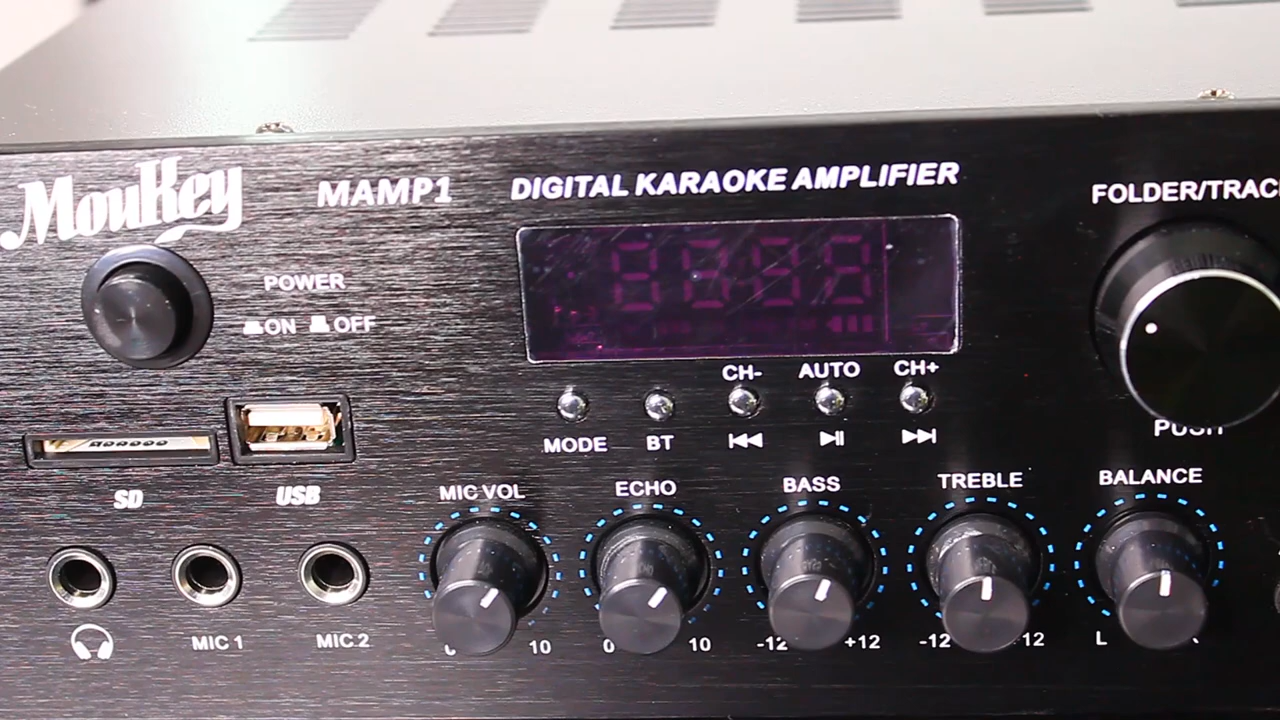 MouKey
MAMP1
DIGITAL KARAOKE AMPLIFIER
FOLDER/TRAC
POWER
ON OFF
CH- AUTO CH+
MODE BT
PUSH
SD USB
MIC VOL ECHO BASS TREBLE BALANCE
MIC 1 MIC 2
0 10 0 10 -12 +12 -12 12 L